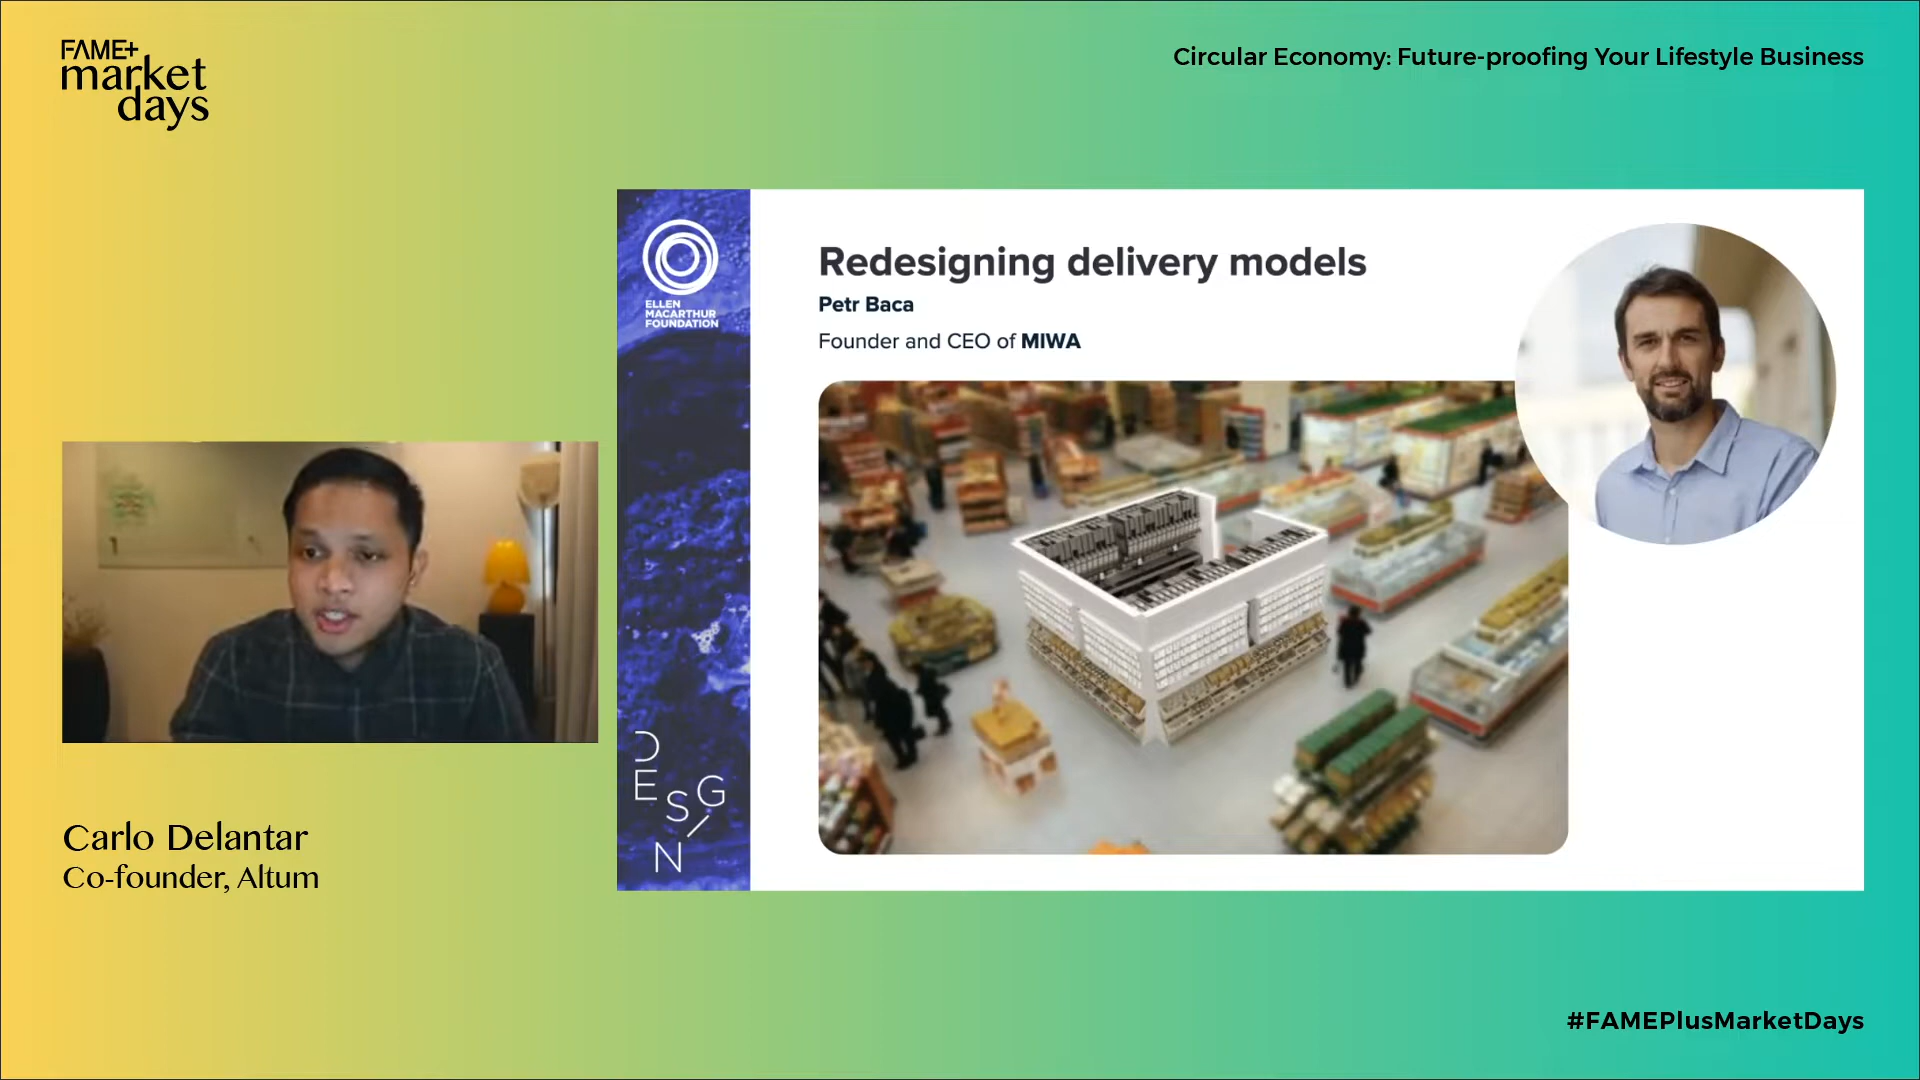 FAME+
market
days
Circular Economy: Future-proofing Your Lifestyle Business
ELLEN
MACARTHUR
FOUNDATION
Redesigning delivery models
Petr Baca
Founder and CEO of MIWA
DESIGN
Carlo Delantar
Co-founder, Altum
#FAMEPlusMarketDays